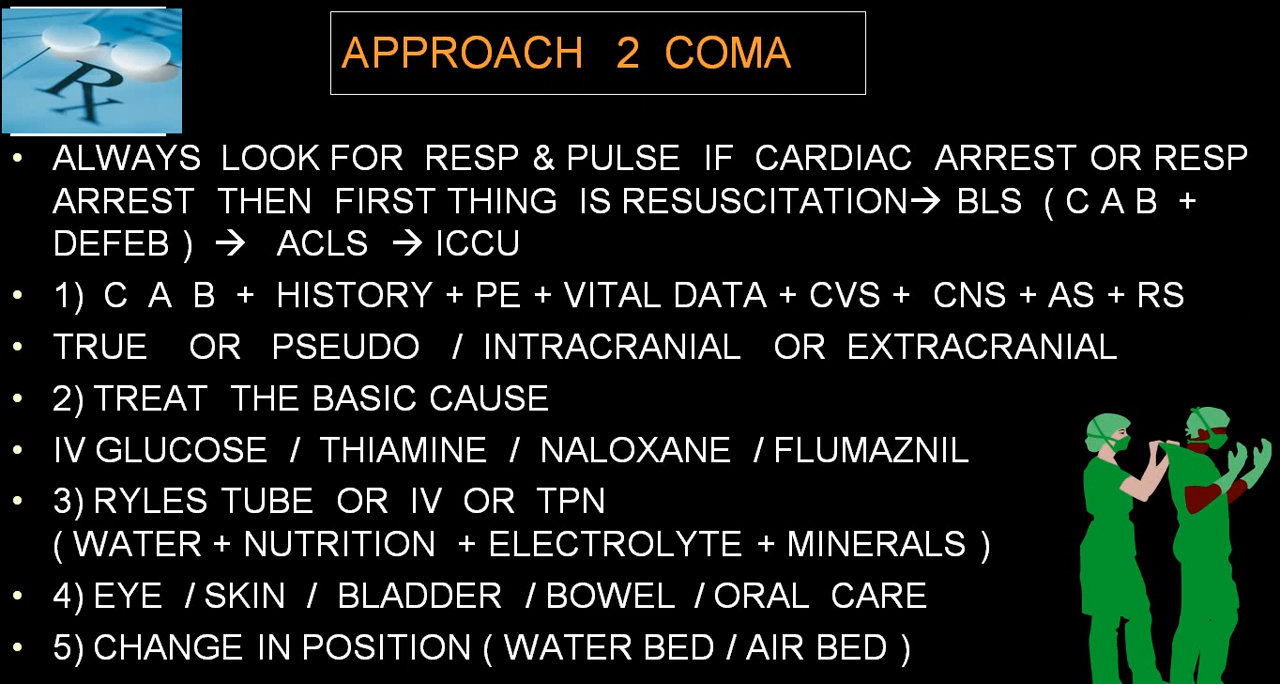 APPROACH 2 COMA
Rx
• ALWAYS LOOK FOR RESP & PULSE IF CARDIAC ARREST OR RESP
ARREST THEN FIRST THING IS RESUSCITATION→ BLS ( C A B +
DEFEB ) → ACLS → ICCU
• 1) C A B + HISTORY + PE + VITAL DATA + CVS + CNS + AS + RS
• TRUE OR PSEUDO / INTRACRANIAL OR EXTRACRANIAL
• 2) TREAT THE BASIC CAUSE
• IV GLUCOSE / THIAMINE / NALOXANE / FLUMAZNIL
• 3) RYLES TUBE OR IV OR TPN
( WATER + NUTRITION + ELECTROLYTE + MINERALS )
• 4) EYE / SKIN / BLADDER / BOWEL / ORAL CARE
• 5) CHANGE IN POSITION ( WATER BED / AIR BED )